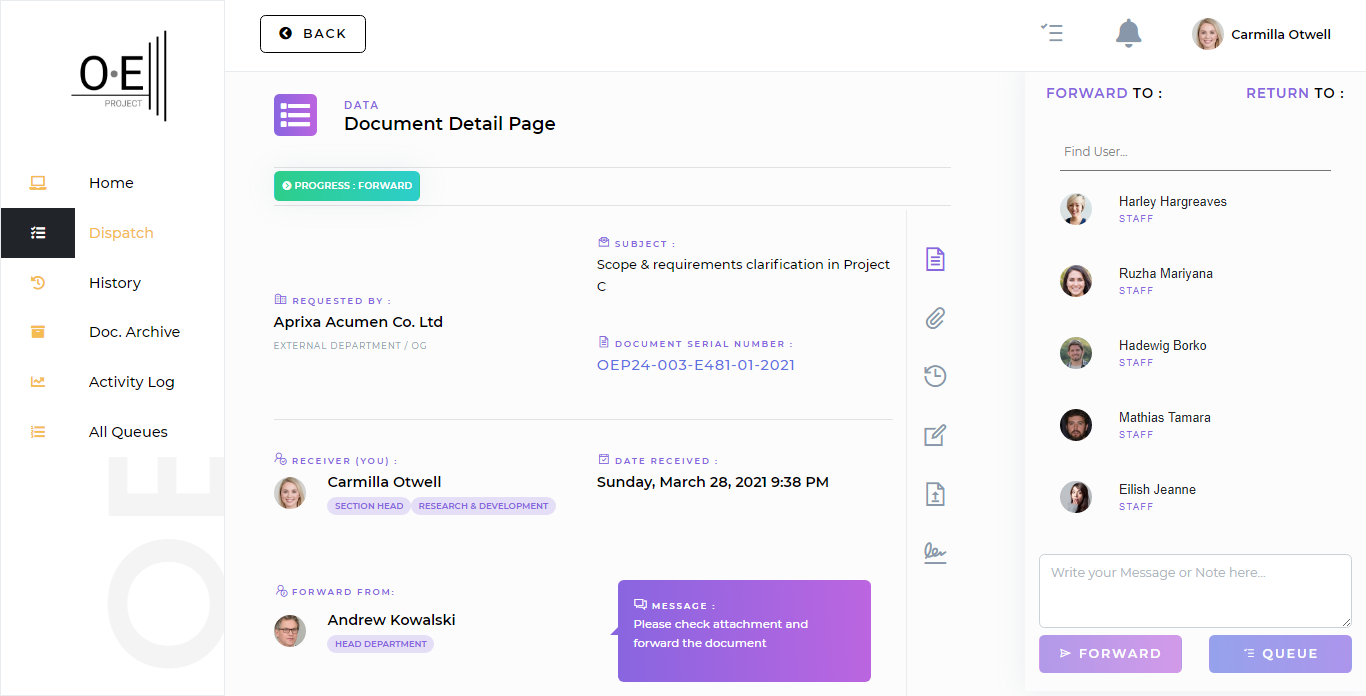 O·E
PROJECT
Home
Dispatch
History
Doc. Archive
Activity Log
All Queues
OE
BACK
Carmilla Otwell
DATA
Document Detail Page
PROGRESS : FORWARD
REQUESTED BY :
Aprixa Acumen Co. Ltd
EXTERNAL DEPARTMENT / OG
SUBJECT :
Scope & requirements clarification in Project
C
DOCUMENT SERIAL NUMBER :
OEP24-003-E481-01-2021
RECEIVER (YOU) :
Carmilla Otwell
SECTION HEAD RESEARCH & DEVELOPMENT
DATE RECEIVED :
Sunday, March 28, 2021 9:38 PM
FORWARD FROM:
Andrew Kowalski
HEAD DEPARTMENT
MESSAGE :
Please check attachment and
forward the document
FORWARD TO : RETURN TO :
Find User...
Harley Hargreaves
STAFF
Ruzha Mariyana
STAFF
Hadewig Borko
STAFF
Mathias Tamara
STAFF
Eilish Jeanne
STAFF
Write your Message or Note here...
FORWARD QUEUE